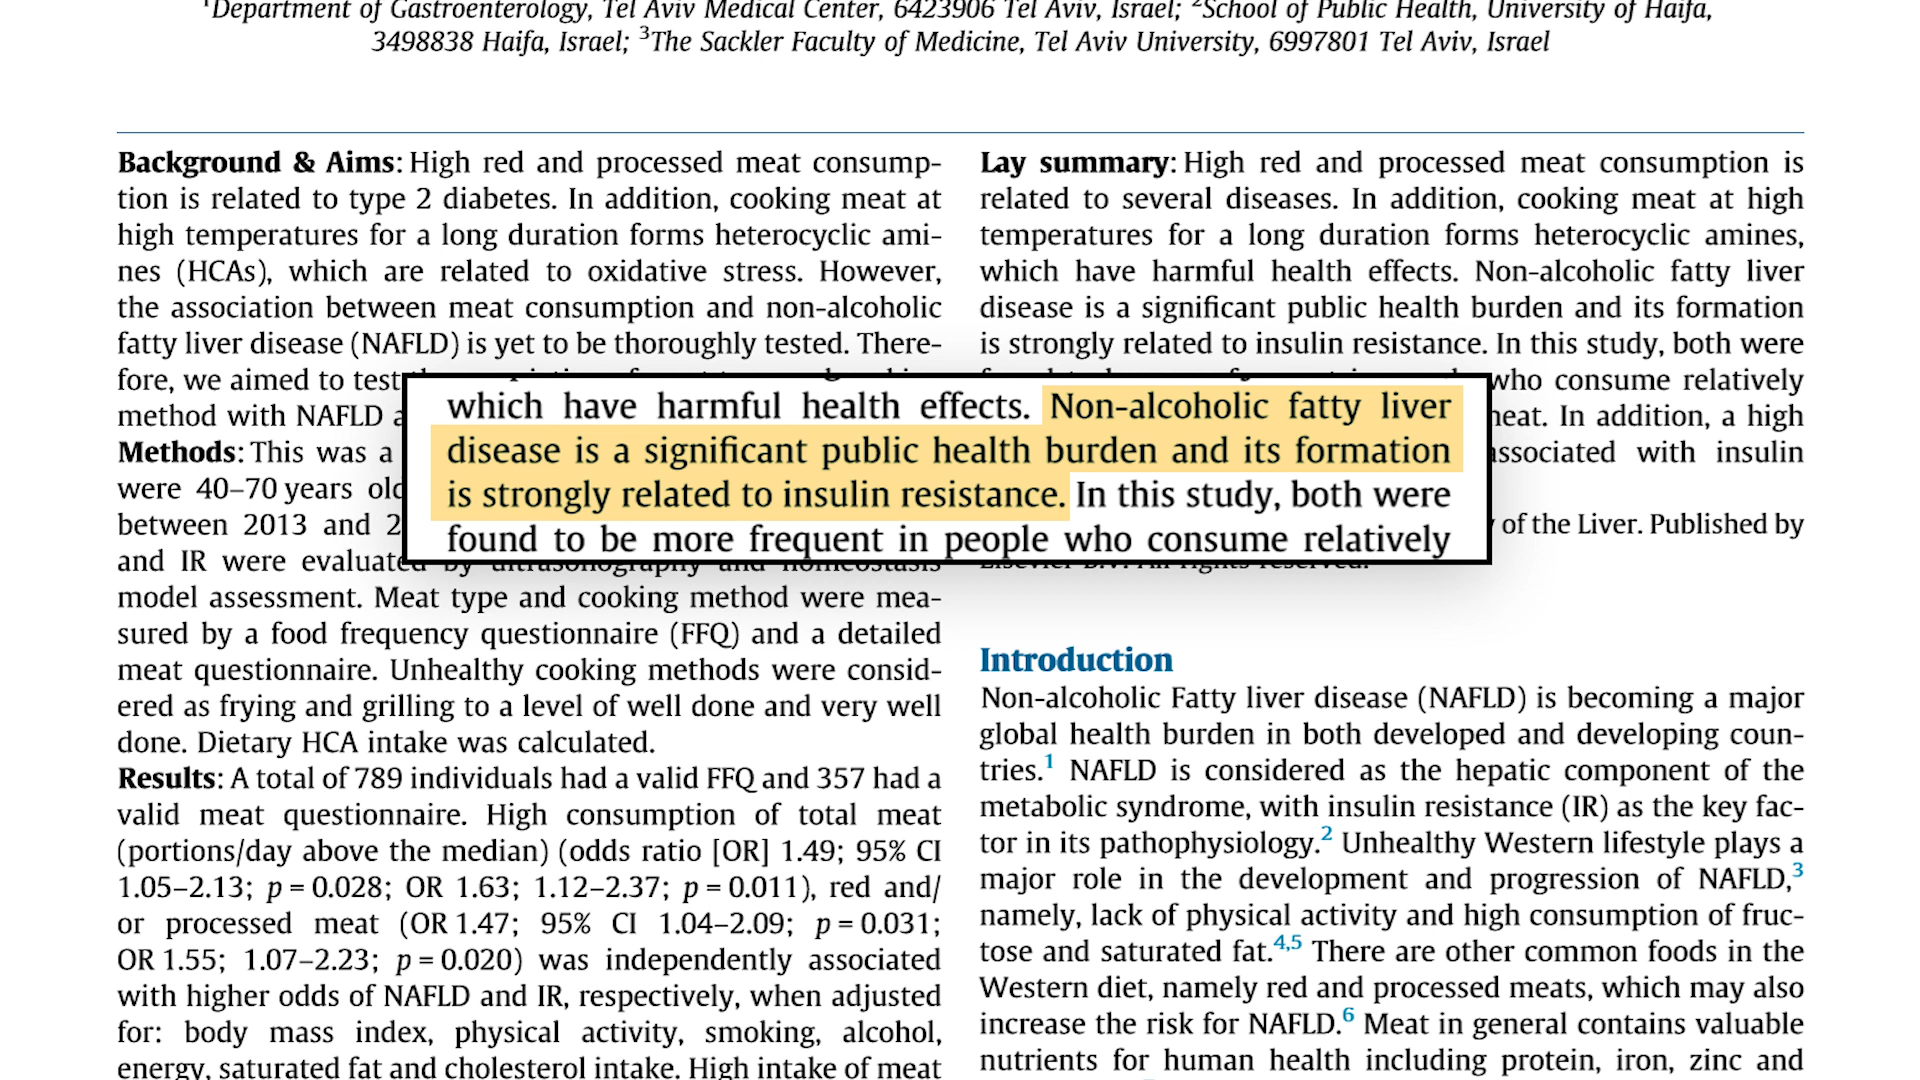 ¹Department of Gastroenterology, Tel Aviv Medical Center, 6423906 Tel Aviv, Israel; ²School of Public Health, University of Haifa,
3498838 Haifa, Israel; ³The Sackler Faculty of Medicine, Tel Aviv University, 6997801 Tel Aviv, Israel
Background & Aims: High red and processed meat consump-
tion is related to type 2 diabetes. In addition, cooking meat at
high temperatures for a long duration forms heterocyclic ami-
nes (HCAs), which are related to oxidative stress. However,
the association between meat consumption and non-alcoholic
fatty liver disease (NAFLD) is yet to be thoroughly tested. There-
fore, we aimed to test
method with NAFLD
Methods: This was a
were 40–70 years old
between 2013 and
and IR were evaluated by ultrasonography and homeostasis
model assessment. Meat type and cooking method were mea-
sured by a food frequency questionnaire (FFQ) and a detailed
meat questionnaire. Unhealthy cooking methods were consid-
ered as frying and grilling to a level of well done and very well
done. Dietary HCA intake was calculated.
Results: A total of 789 individuals had a valid FFQ and 357 had a
valid meat questionnaire. High consumption of total meat
(portions/day above the median) (odds ratio [OR] 1.49; 95% CI
1.05–2.13; p = 0.028; OR 1.63; 1.12–2.37; p = 0.011), red and/
or processed meat (OR 1.47; 95% CI 1.04–2.09; p = 0.031;
OR 1.55; 1.07–2.23; p = 0.020) was independently associated
with higher odds of NAFLD and IR, respectively, when adjusted
for: body mass index, physical activity, smoking, alcohol,
energy, saturated fat and cholesterol intake. High intake of meat
Lay summary: High red and processed meat consumption is
related to several diseases. In addition, cooking meat at high
temperatures for a long duration forms heterocyclic amines,
which have harmful health effects. Non-alcoholic fatty liver
disease is a significant public health burden and its formation
is strongly related to insulin resistance. In this study, both were
who consume relatively
meat. In addition, a high
associated with insulin
of the Liver. Published by
Elsevier B.V. All rights reserved.
which have harmful health effects. Non-alcoholic fatty liver
disease is a significant public health burden and its formation
is strongly related to insulin resistance. In this study, both were
found to be more frequent in people who consume relatively
Introduction
Non-alcoholic Fatty liver disease (NAFLD) is becoming a major
global health burden in both developed and developing coun-
tries.¹ NAFLD is considered as the hepatic component of the
metabolic syndrome, with insulin resistance (IR) as the key fac-
tor in its pathophysiology.² Unhealthy Western lifestyle plays a
major role in the development and progression of NAFLD,³
namely, lack of physical activity and high consumption of fruc-
tose and saturated fat.⁴,⁵ There are other common foods in the
Western diet, namely red and processed meats, which may also
increase the risk for NAFLD.⁶ Meat in general contains valuable
nutrients for human health including protein, iron, zinc and